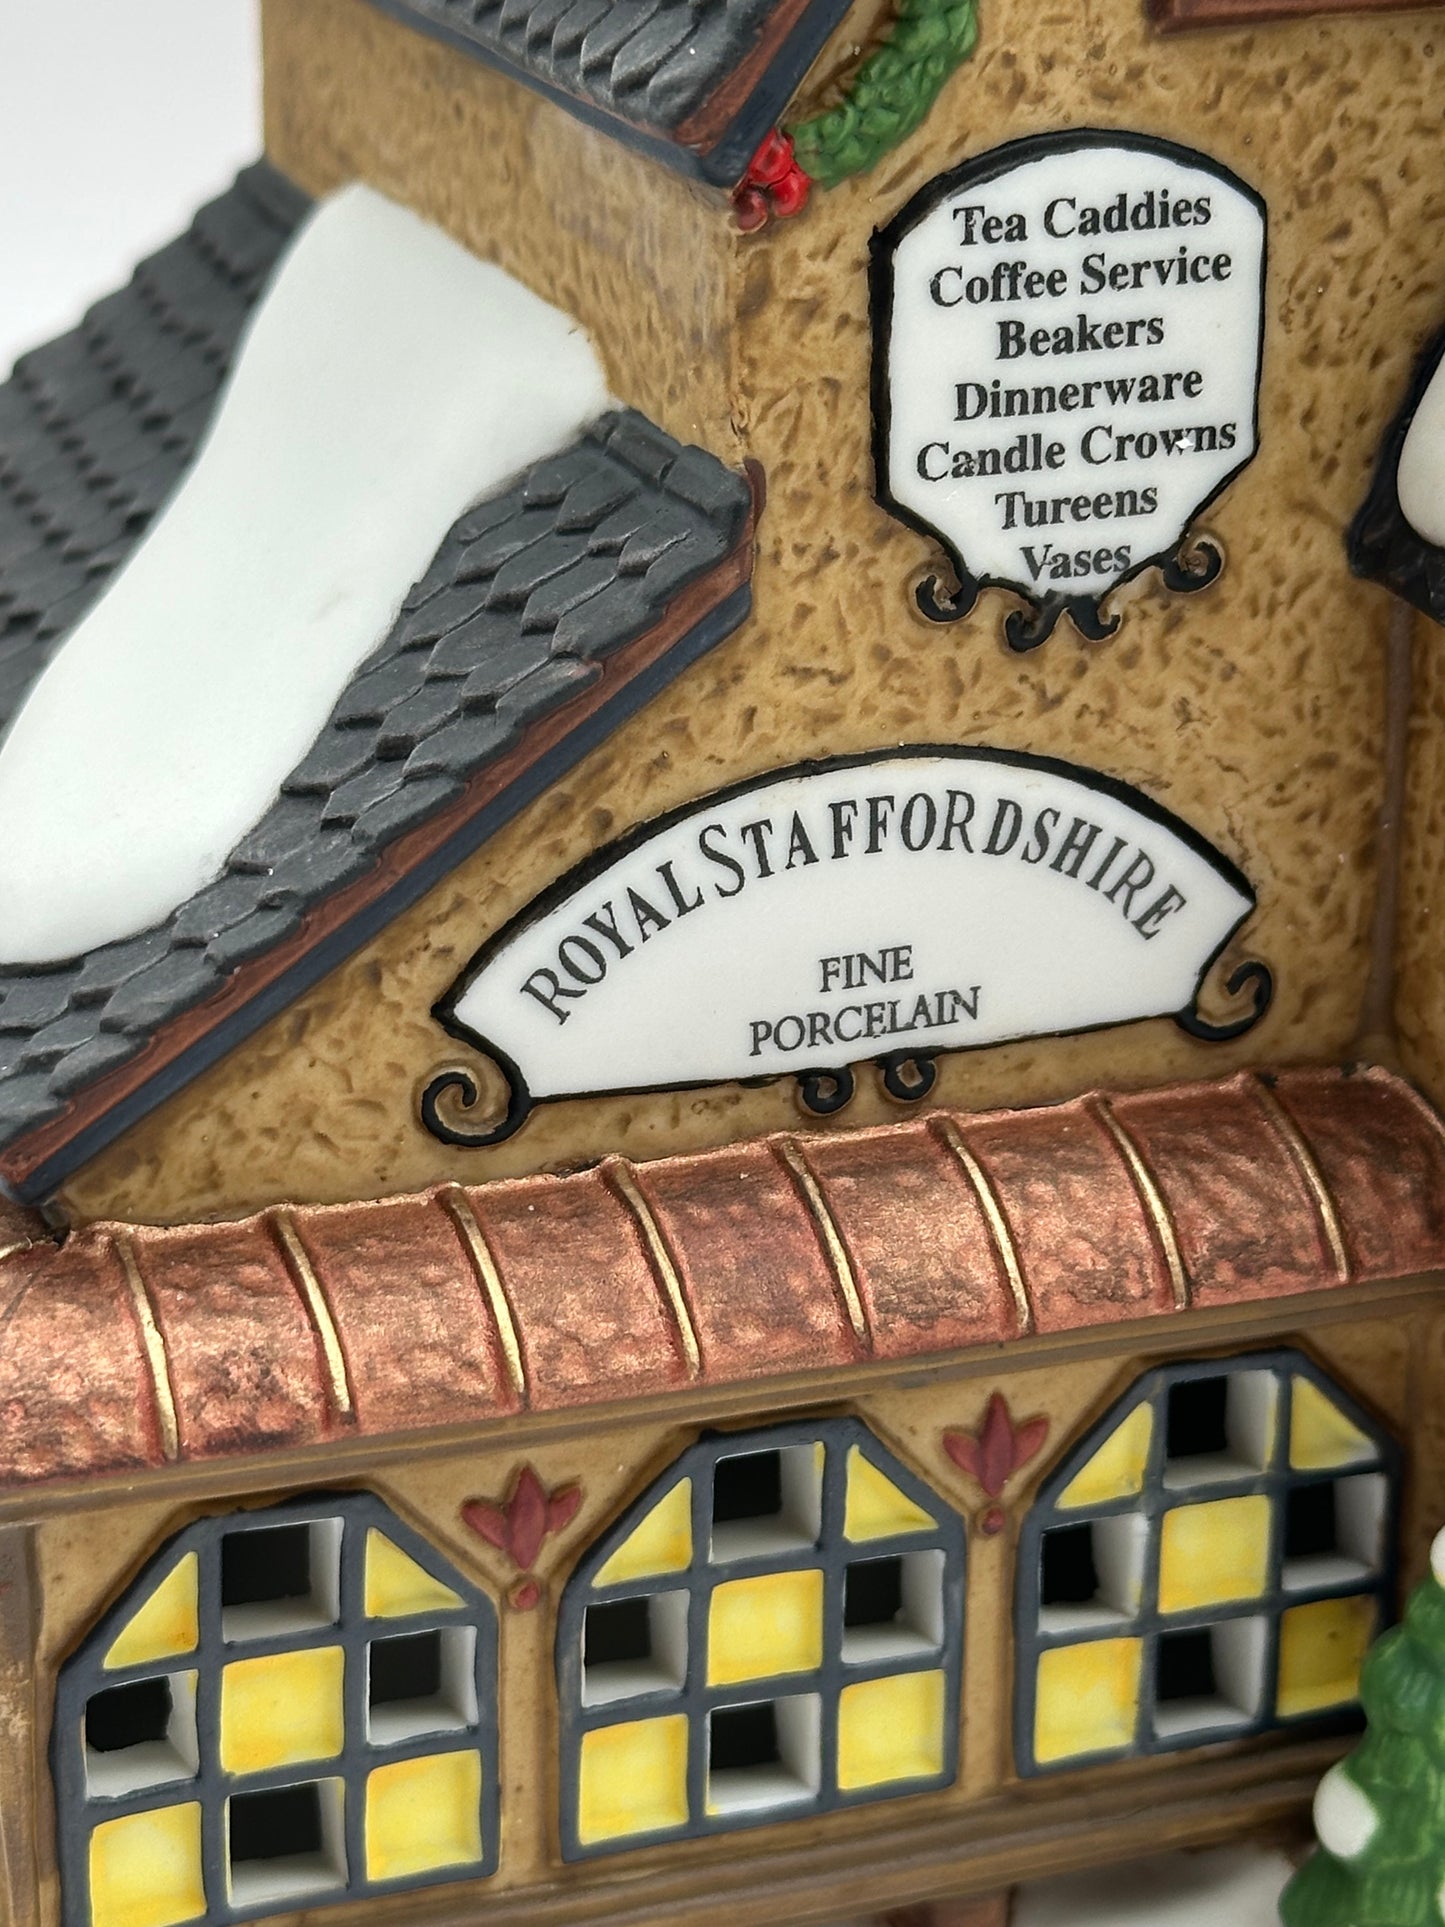 Tea Caddies
Coffee Service
Beakers
Dinnerware
Candle Crowns
Tureens
Vases
ROYAL STAFFORDSHIRE
FINE
PORCELAIN